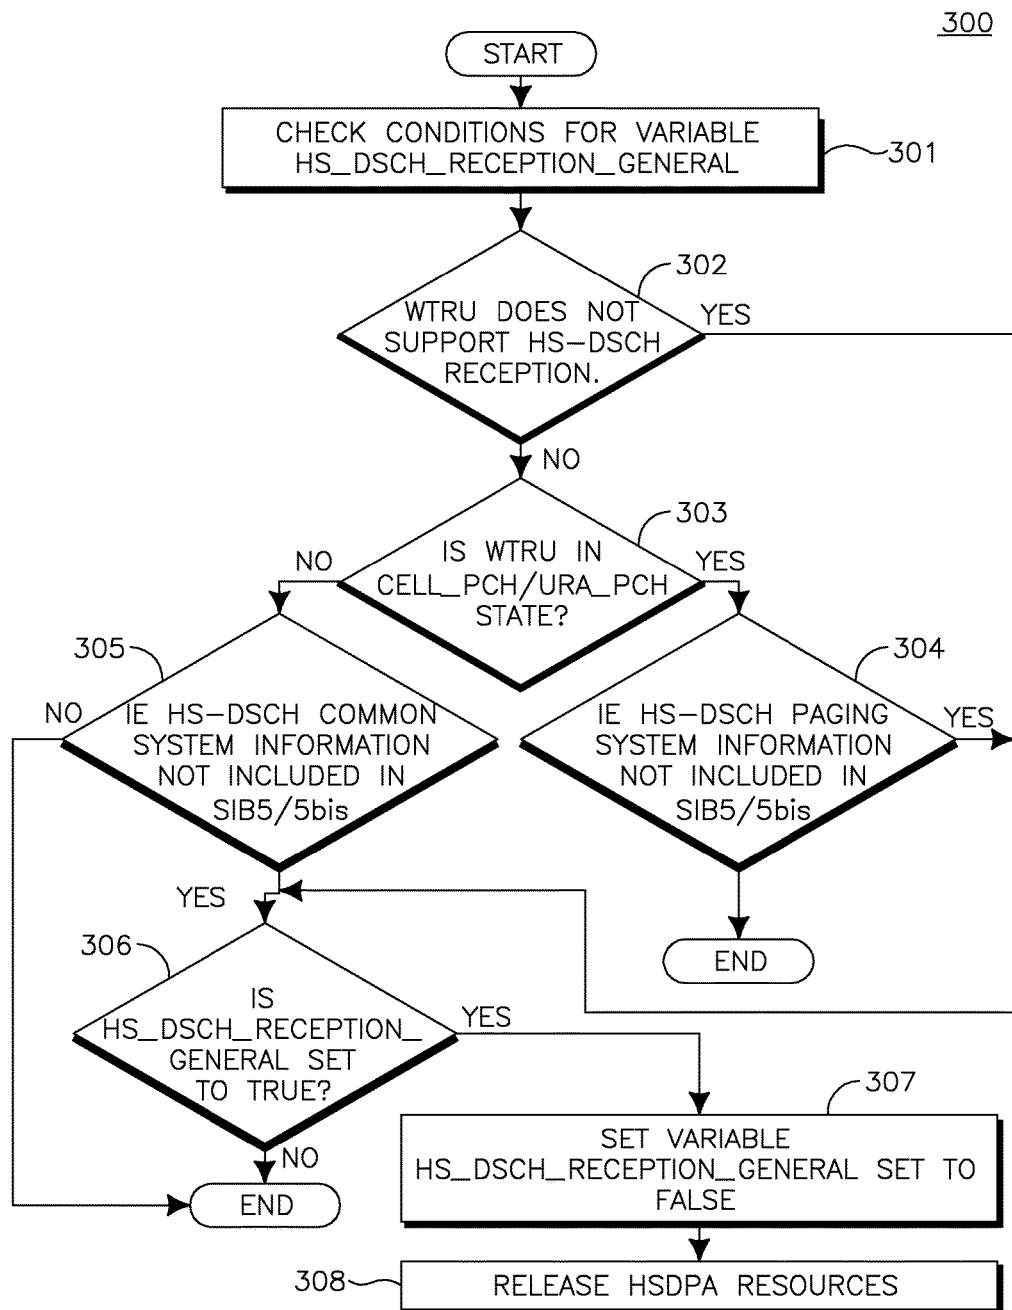 300
START
CHECK CONDITIONS FOR VARIABLE
HS_DSCH_RECEPTION_GENERAL
301
302
WTRU DOES NOT
SUPPORT HS-DSCH
RECEPTION.
YES
NO
303
IS WTRU IN
CELL_PCH/URA_PCH
STATE?
NO
YES
305
304
NO
IE HS-DSCH COMMON
SYSTEM INFORMATION
NOT INCLUDED IN
SIB5/5bis
IE HS-DSCH PAGING
SYSTEM INFORMATION
NOT INCLUDED IN
SIB5/5bis
YES
YES
END
306
IS
HS_DSCH_RECEPTION_
GENERAL SET
TO TRUE?
YES
NO
END
307
SET VARIABLE
HS_DSCH_RECEPTION_GENERAL SET TO
FALSE
308
RELEASE HSDPA RESOURCES